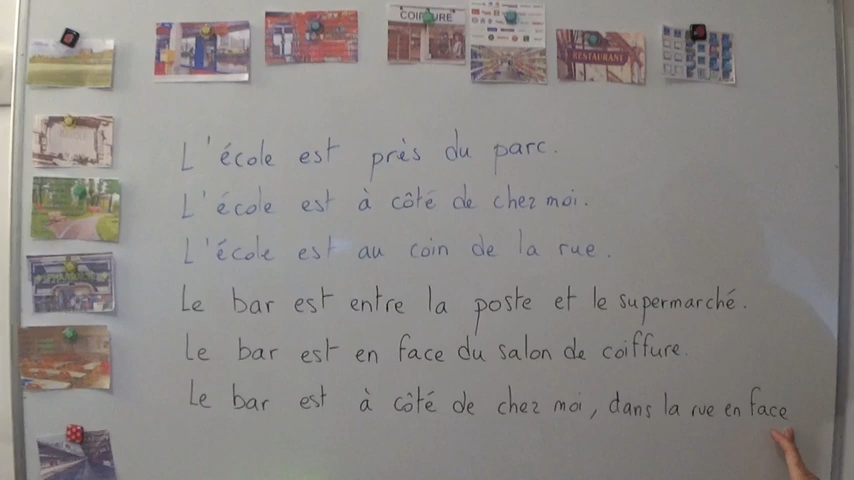 COIFFURE
RESTAURANT
L'école est près du parc.
L'école est à côté de chez moi.
L'école est au coin de la rue.
Le bar est entre la poste et le supermarché.
Le bar est en face du salon de coiffure.
Le bar est à côté de chez moi, dans la rue en face